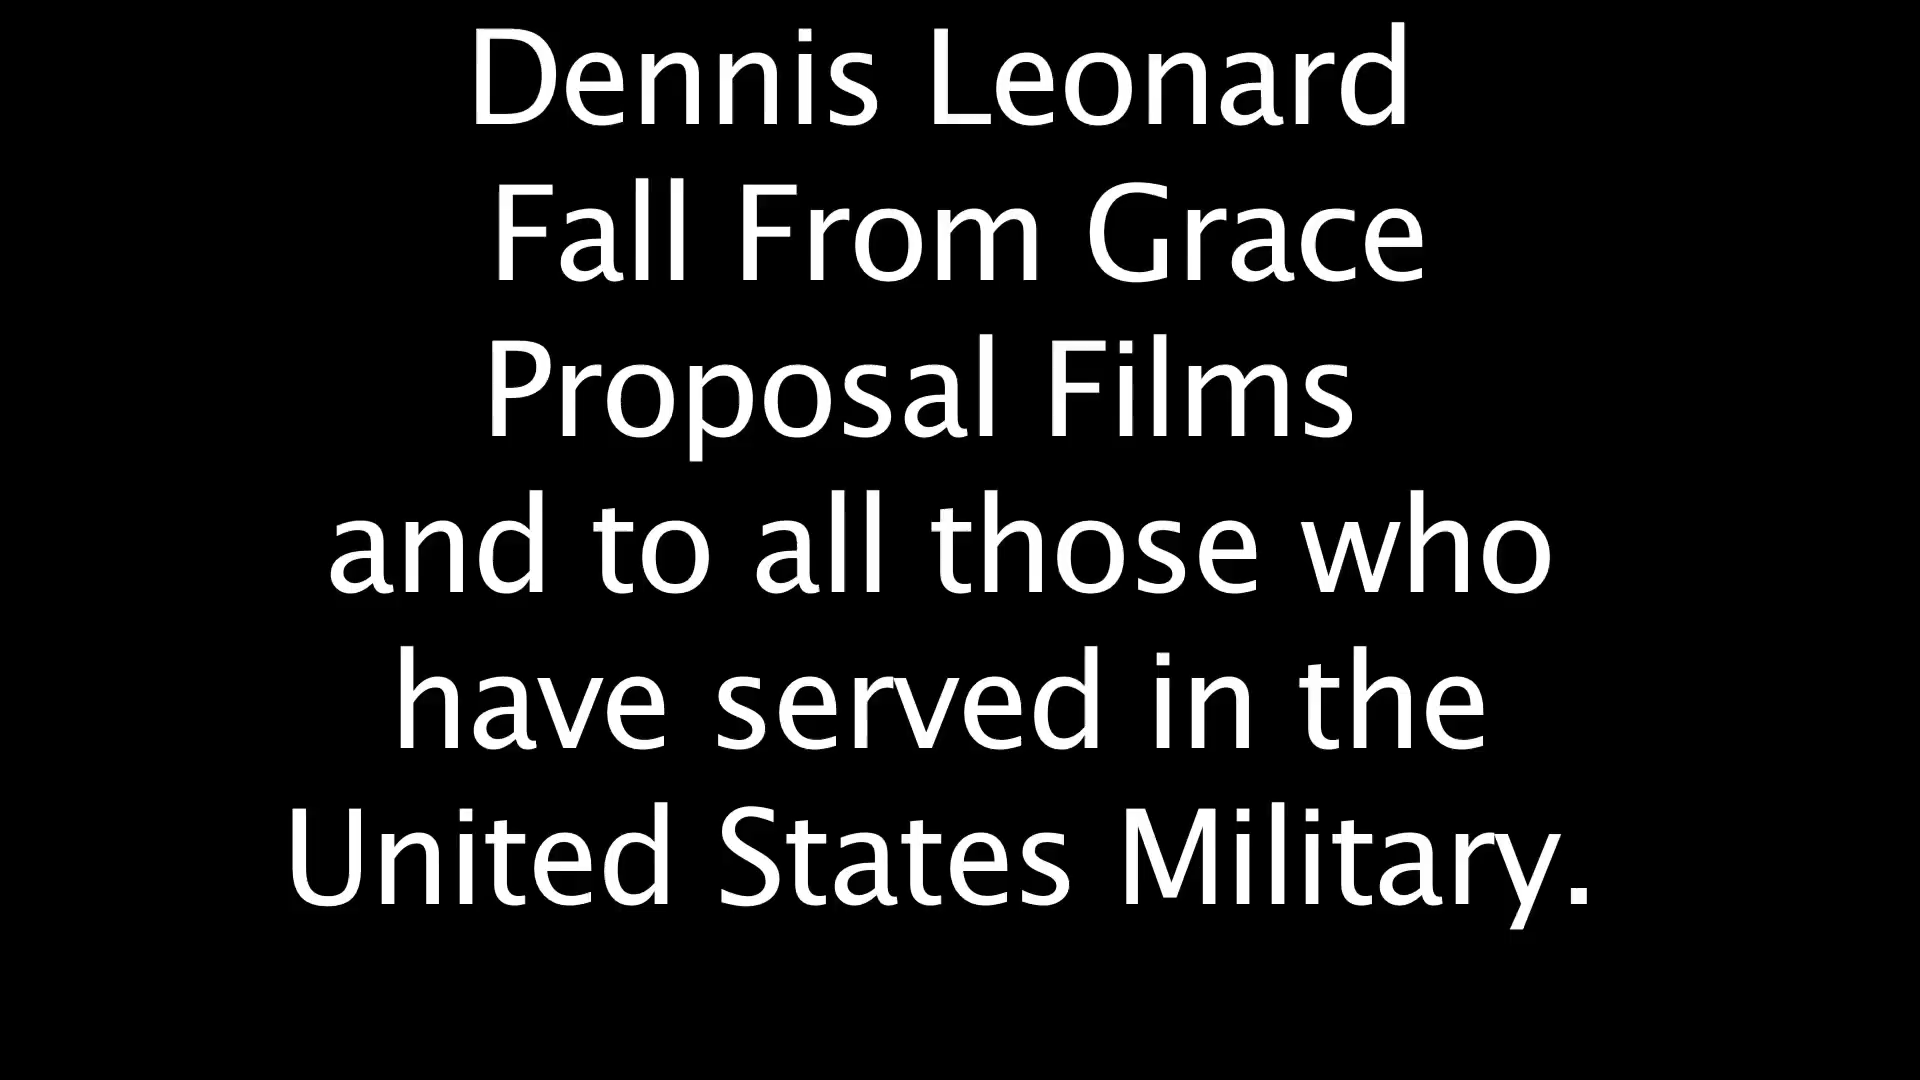 Dennis Leonard
Fall From Grace
Proposal Films
and to all those who
have served in the
United States Military.